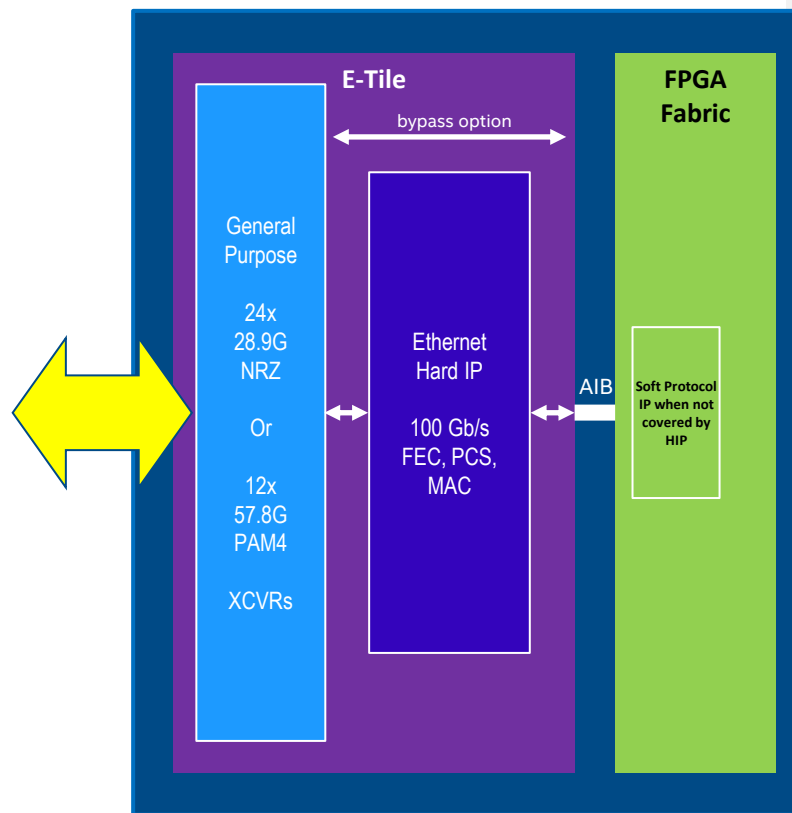 E-Tile
FPGA
Fabric
bypass option
General
Purpose
24x
28.9G
NRZ
Or
12x
57.8G
PAM4
XCVRs
Ethernet
Hard IP
100 Gb/s
FEC, PCS,
MAC
AIB
Soft Protocol
IP when not
covered by
HIP